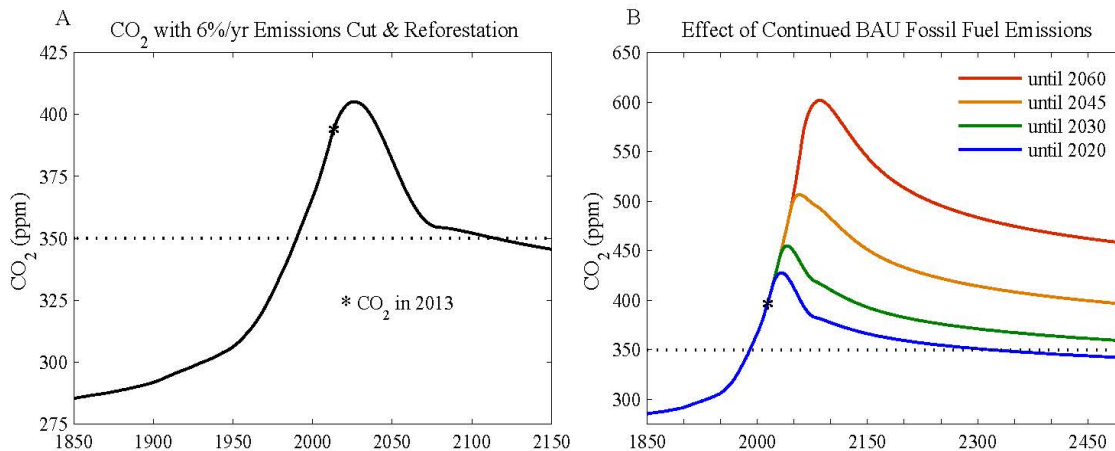 A
CO2 with 6%/yr Emissions Cut & Reforestation
425
400
375
350
325
300
275
CO2 (ppm)
* CO2 in 2013
1850
1900
1950
2000
2050
2100
2150
B
Effect of Continued BAU Fossil Fuel Emissions
650
600
550
500
450
400
350
300
CO2 (ppm)
until 2060
until 2045
until 2030
until 2020
1850
2000
2150
2300
2450